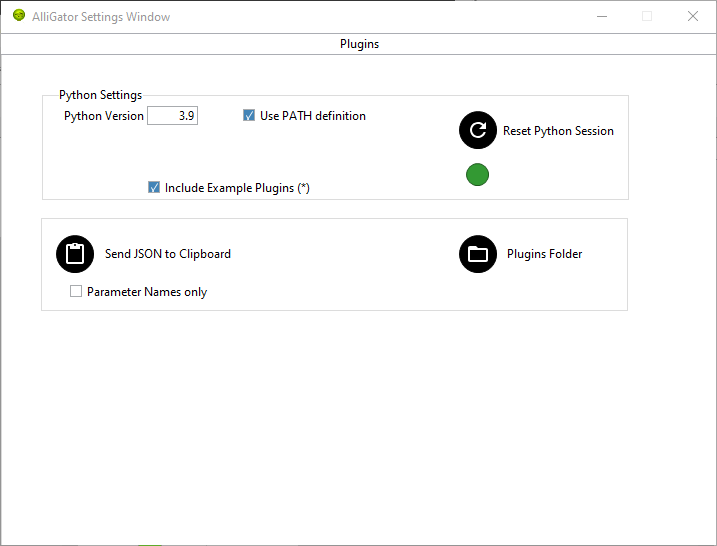 AlliGator Settings Window
Plugins
Python Settings
Python Version 3.9 Use PATH definition
Reset Python Session
Include Example Plugins (*)
Send JSON to Clipboard Plugins Folder
Parameter Names only